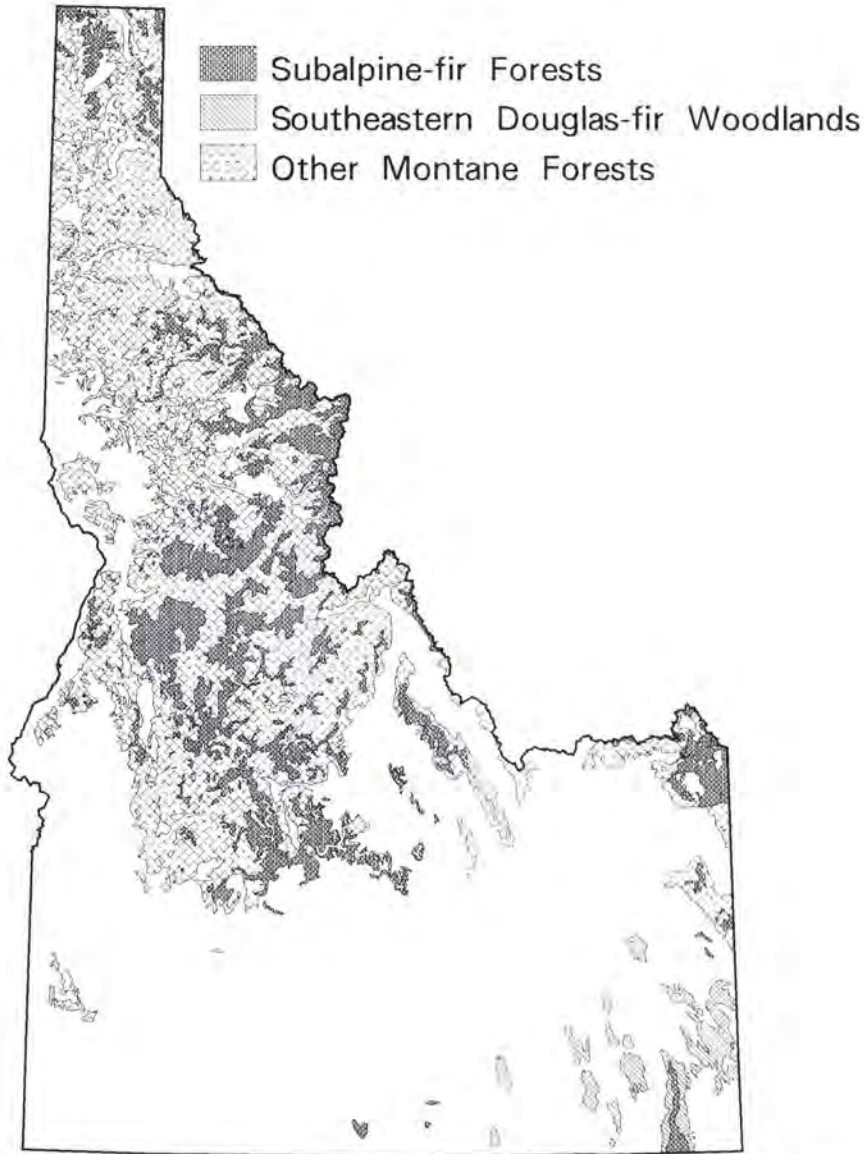 Subalpine-fir Forests
Southeastern Douglas-fir Woodlands
Other Montane Forests